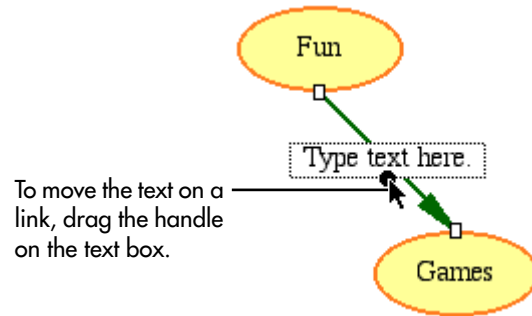 Fun
Type text here.
To move the text on a
link, drag the handle
on the text box.
Games